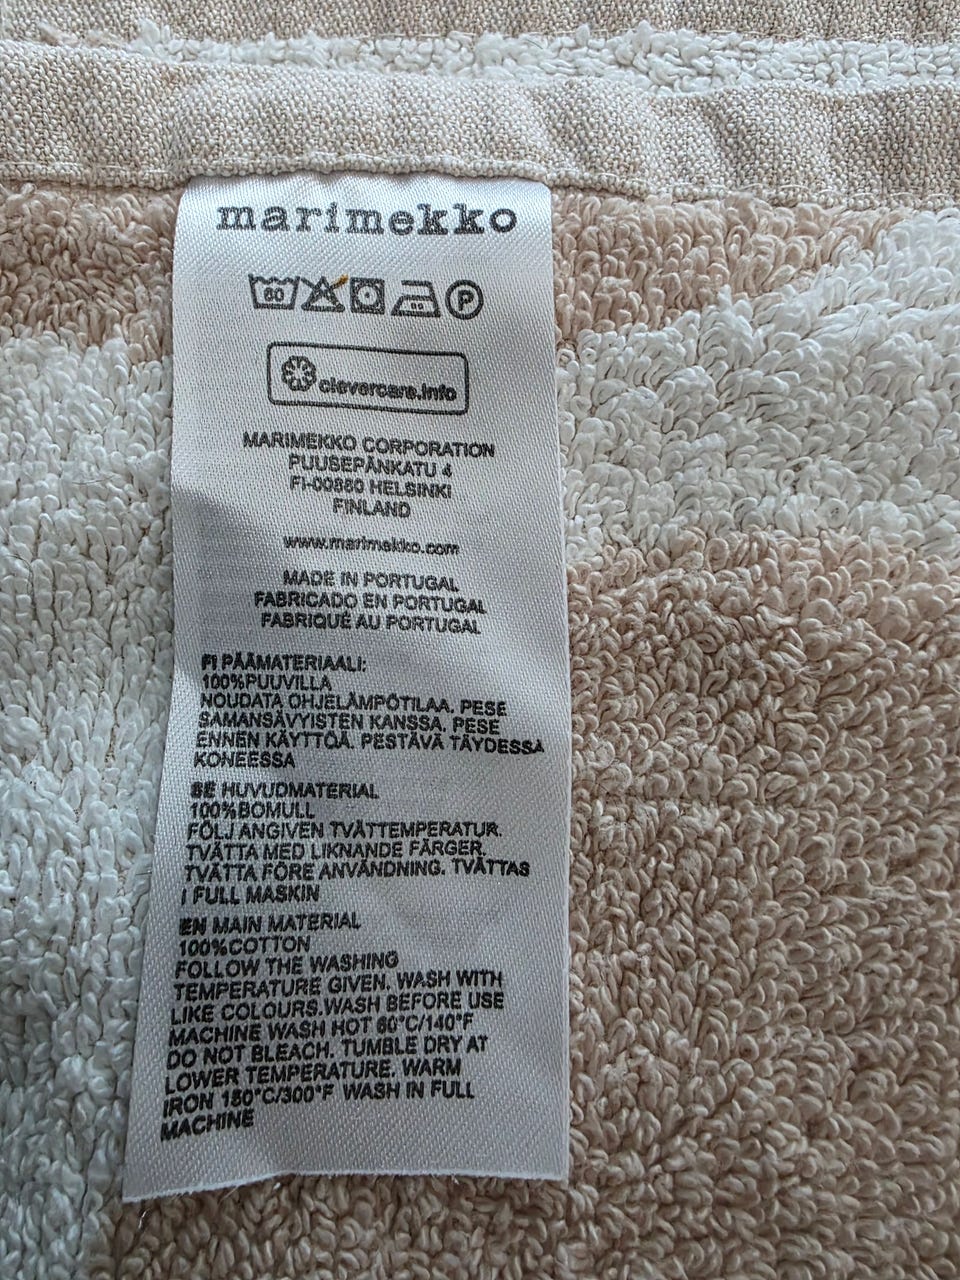 marimekko
60 P
clevercare.info
MARIMEKKO CORPORATION
PUUSEPÄNKATU 4
FI-00880 HELSINKI
FINLAND
www.marimekko.com
MADE IN PORTUGAL
FABRICADO EN PORTUGAL
FABRIQUÉ AU PORTUGAL
FI PÄÄMATERIAALI:
100%PUUVILLA
NOUDATA OHJELÄMPÖTILAA. PESE
SAMANSÄVYISTEN KANSSA. PESE
ENNEN KÄYTTÖÄ. PESTÄVÄ TÄYDESSÄ
KONEESSA
SE HUVUDMATERIAL
100%BOMULL
FÖLJ ANGIVEN TVÄTTEMPERATUR.
TVÄTTA MED LIKNANDE FÄRGER.
TVÄTTA FÖRE ANVÄNDNING. TVÄTTAS
I FULL MASKIN
EN MAIN MATERIAL
100%COTTON
FOLLOW THE WASHING
TEMPERATURE GIVEN. WASH WITH
LIKE COLOURS.WASH BEFORE USE
MACHINE WASH HOT 60°C/140°F
DO NOT BLEACH. TUMBLE DRY AT
LOWER TEMPERATURE. WARM
IRON 150°C/300°F WASH IN FULL
MACHINE